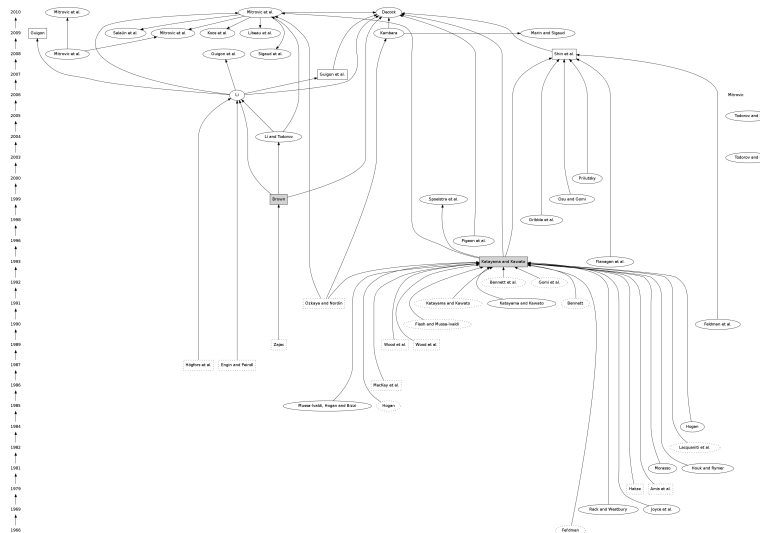 2010 Mitrovic et al. Mitrovic et al. Decock
2009 Guigon Salaün et al. Mitrovic et al. Koos et al. Libeau et al. Kambara Marin and Sigaud
2008 Mitrovic et al. Guigon et al. Sigaud et al. Shin et al.
2007 Guigon et al.
2006 Li Mitrovic
2005 Todorov and
2004 Li and Todorov
2003 Todorov and
2000 Prilutsky
1999 Brown Speelstra et al. Osu and Gomi
1998 Gribble et al.
1996 Pigeon et al.
1993 Katayama and Kawato Flanagan et al.
1992 Bennett et al. Gomi et al.
1991 Ozkaya and Nordin Katayama and Kawato Katayama and Kawato Bennett
1990 Flash and Mussa-Ivaldi Feldman et al.
1989 Zajac Wood et al. Wood et al.
1987 Högfors et al. Engin and Peindl
1986 MacKay et al.
1985 Mussa-Ivaldi, Hogan and Bizzi Hogan
1984 Hogan
1982 Lacquaniti et al.
1981 Morasso Houk and Rymer
1979 Hatze Amis et al.
1969 Rack and Westbury Joyce et al.
1966 Feldman